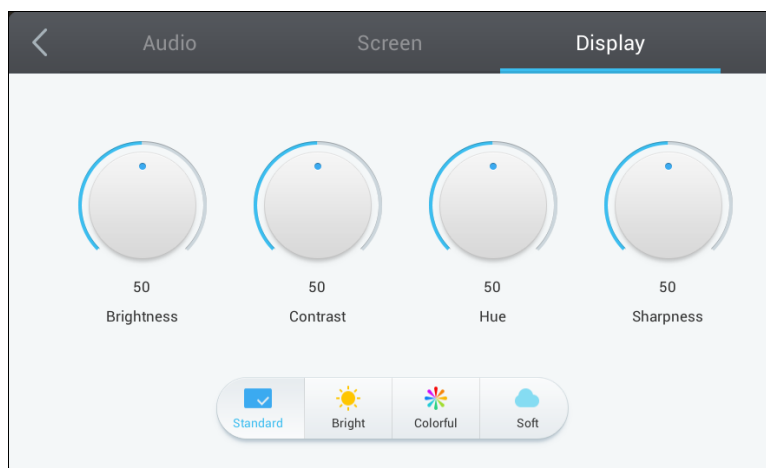 Audio Screen Display
50 50 50 50
Brightness Contrast Hue Sharpness
Standard Bright Colorful Soft